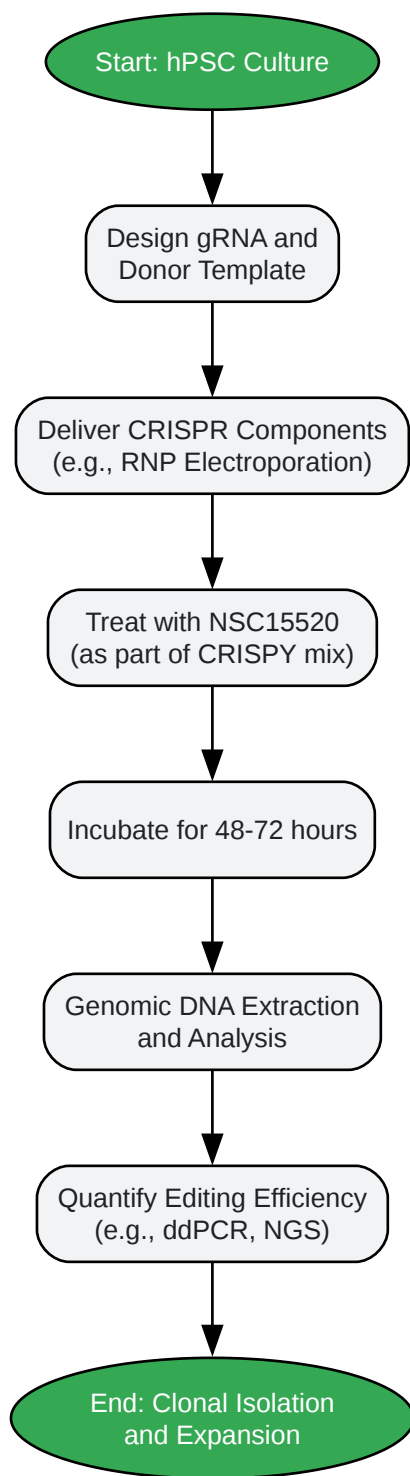 Start: hPSC Culture
Design gRNA and
Donor Template
Deliver CRISPR Components
(e.g., RNP Electroporation)
Treat with NSC15520
(as part of CRISPY mix)
Incubate for 48-72 hours
Genomic DNA Extraction
and Analysis
Quantify Editing Efficiency
(e.g., ddPCR, NGS)
End: Clonal Isolation
and Expansion